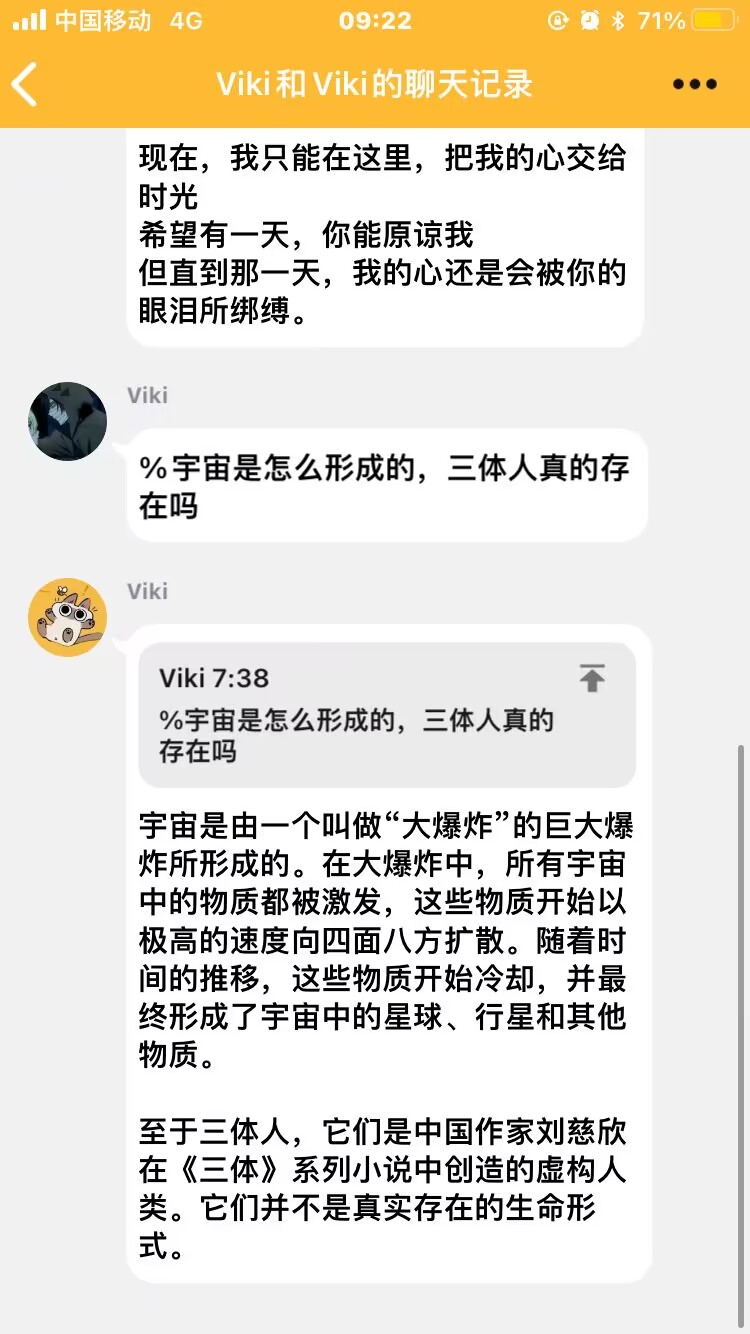 中国移动 4G 09:22 71%
Viki和Viki的聊天记录
现在，我只能在这里，把我的心交给
时光
希望有一天，你能原谅我
但直到那一天，我的心还是会被你的
眼泪所绑缚。
Viki
%宇宙是怎么形成的，三体人真的存
在吗
Viki
Viki 7:38
%宇宙是怎么形成的，三体人真的
存在吗
宇宙是由一个叫做“大爆炸”的巨大爆
炸所形成的。在大爆炸中，所有宇宙
中的物质都被激发，这些物质开始以
极高的速度向四面八方扩散。随着时
间的推移，这些物质开始冷却，并最
终形成了宇宙中的星球、行星和其他
物质。
至于三体人，它们是中国作家刘慈欣
在《三体》系列小说中创造的虚构人
类。它们并不是真实存在的生命形
式。